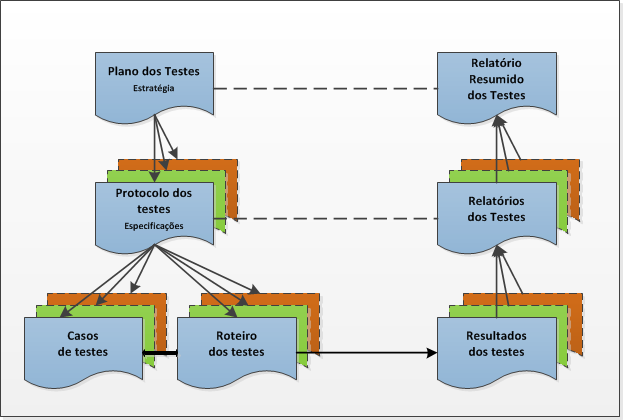 Plano dos Testes
Estratégia
Relatório
Resumido
dos Testes
Protocolo dos
testes
Especificações
Relatórios
dos Testes
Casos
de testes
Roteiro
dos testes
Resultados
dos testes